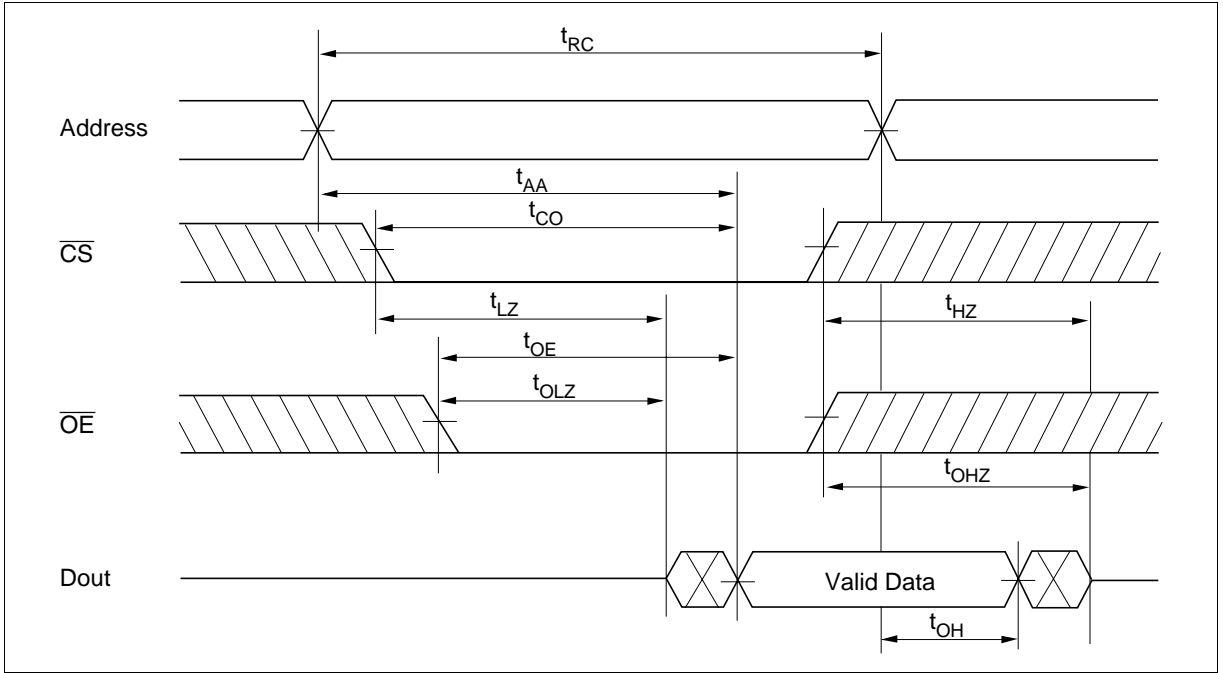 tRC
Address
tAA
tCO
CS
tLZ
tHZ
tOE
tOLZ
OE
tOHZ
Dout
Valid Data
tOH